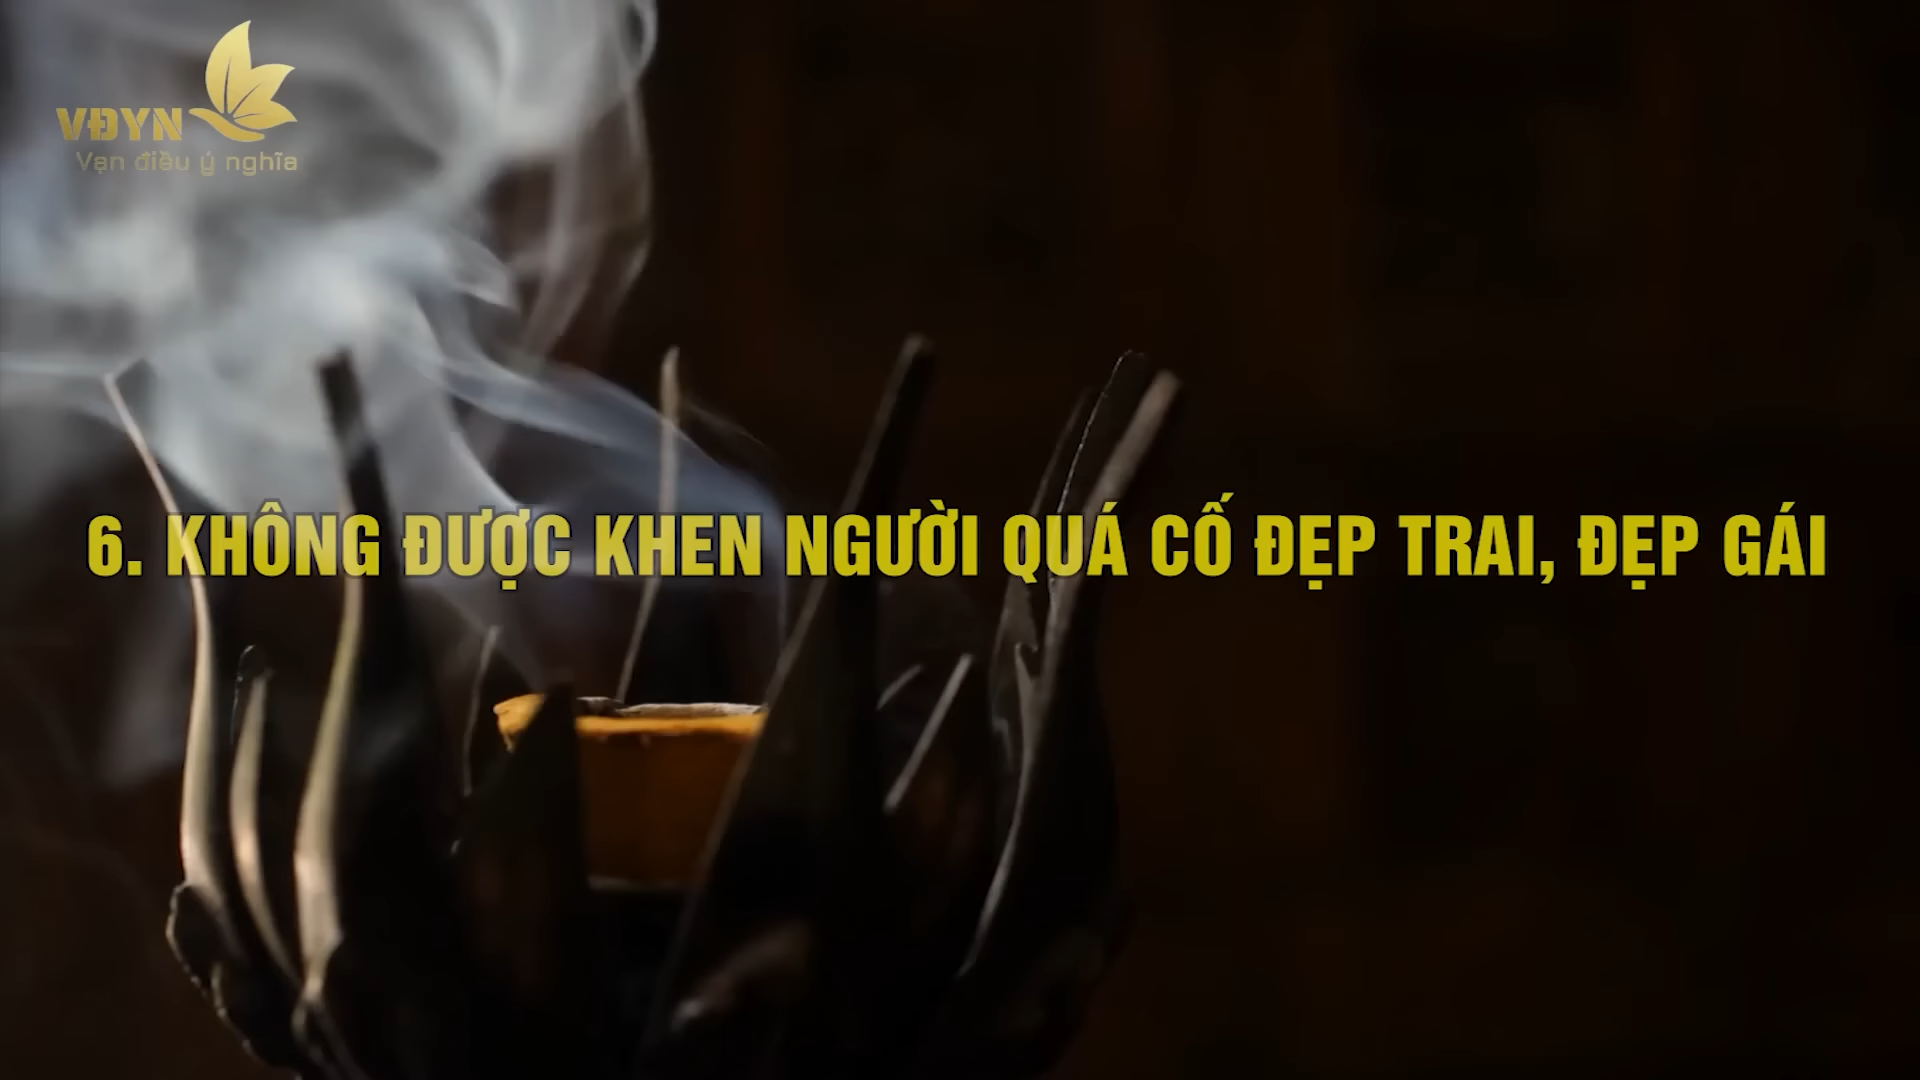 VĐYN
Vạn điều ý nghĩa
6. KHÔNG ĐƯỢC KHEN NGƯỜI QUÁ CỐ ĐẸP TRAI, ĐẸP GÁI